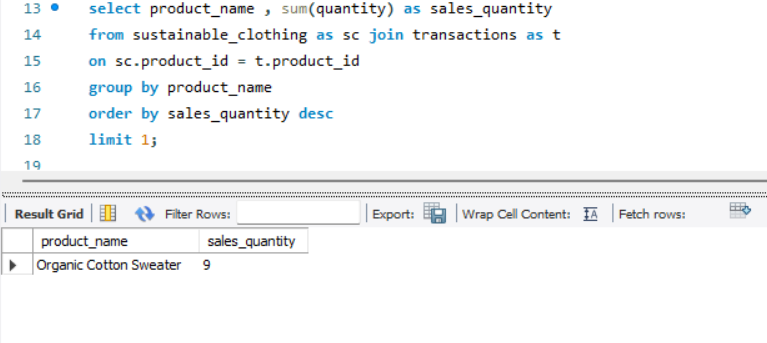 13 select product_name , sum(quantity) as sales_quantity
14 from sustainable_clothing as sc join transactions as t
15 on sc.product_id = t.product_id
16 group by product_name
17 order by sales_quantity desc
18 limit 1;
19
Result Grid Filter Rows: Export: Wrap Cell Content: IA Fetch rows:
product_name sales_quantity
Organic Cotton Sweater 9